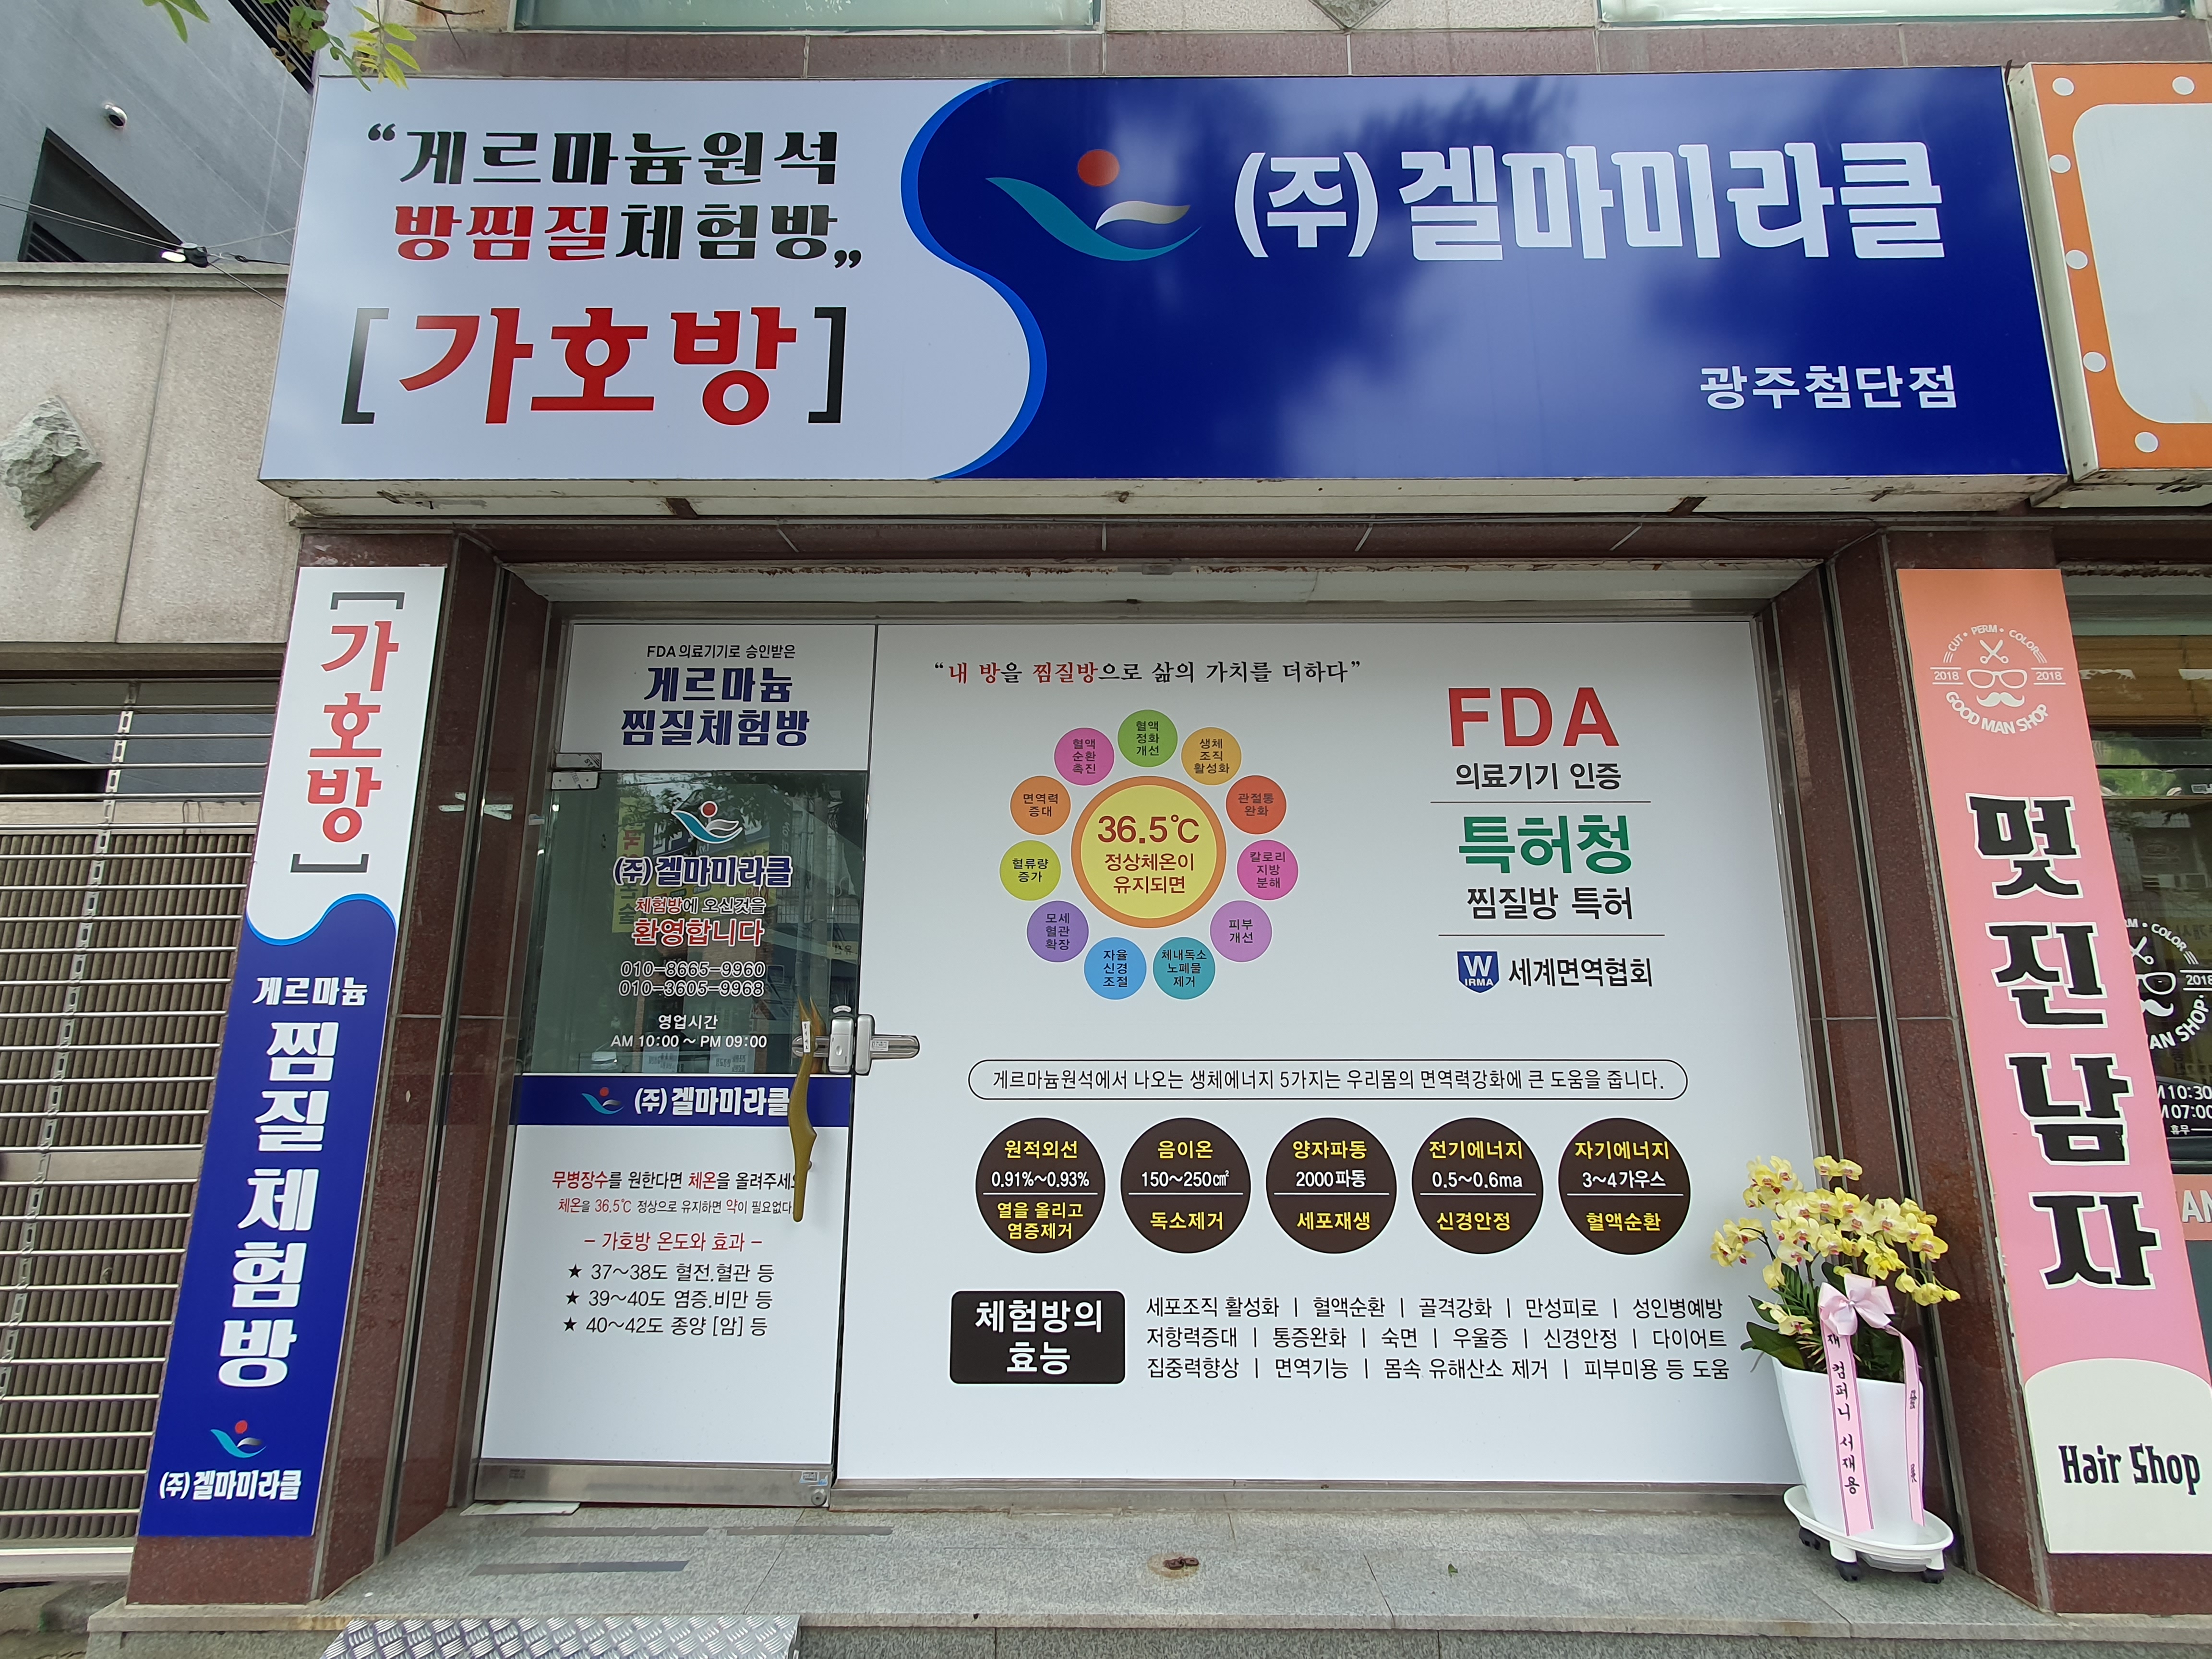 “게르마늄원석
방찜질체험방„
[가호방]
(주)겔마미라클
광주첨단점
[가호방]
게르마늄
찜질체험방
(주)겔마미라클
FDA 의료기기로 승인받은
게르마늄
찜질체험방
(주)겔마미라클
체험방에 오신것을
환영합니다
010-8665-9960
010-3605-9968
영업시간
AM 10:00 ~ PM 09:00
(주)겔마미라클
무병장수를 원한다면 체온을 올려주세요
체온을 36.5℃ 정상으로 유지하면 약이 필요없다.
- 가호방 온도와 효과 -
★ 37~38도 혈전.혈관 등
★ 39~40도 염증.비만 등
★ 40~42도 종양 [암] 등
“내 방을 찜질방으로 삶의 가치를 더하다”
혈액
정화
개선
생체
조직
활성화
관절통
완화
칼로리
지방
분해
피부
개선
체내독소
노폐물
제거
자율
신경
조절
모세
혈관
확장
혈류량
증가
면역력
증대
혈액
순환
촉진
36.5℃
정상체온이
유지되면
FDA
의료기기 인증
특허청
찜질방 특허
W
IRMA
세계면역협회
게르마늄원석에서 나오는 생체에너지 5가지는 우리몸의 면역력강화에 큰 도움을 줍니다.
원적외선
0.91%~0.93%
열을 올리고
염증제거
음이온
150~250㎠
독소제거
양자파동
2000파동
세포재생
전기에너지
0.5~0.6ma
신경안정
자기에너지
3~4가우스
혈액순환
체험방의
효능
세포조직 활성화 | 혈액순환 | 골격강화 | 만성피로 | 성인병예방
저항력증대 | 통증완화 | 숙면 | 우울증 | 신경안정 | 다이어트
집중력향상 | 면역기능 | 몸속 유해산소 제거 | 피부미용 등 도움
컴퍼니 서재용
CUT • PERM • COLOR
2018 2018
GOOD MAN SHOP
멋진남자
Hair Shop
COLOR
2018
AN SHOP
10:30
07:00
휴무